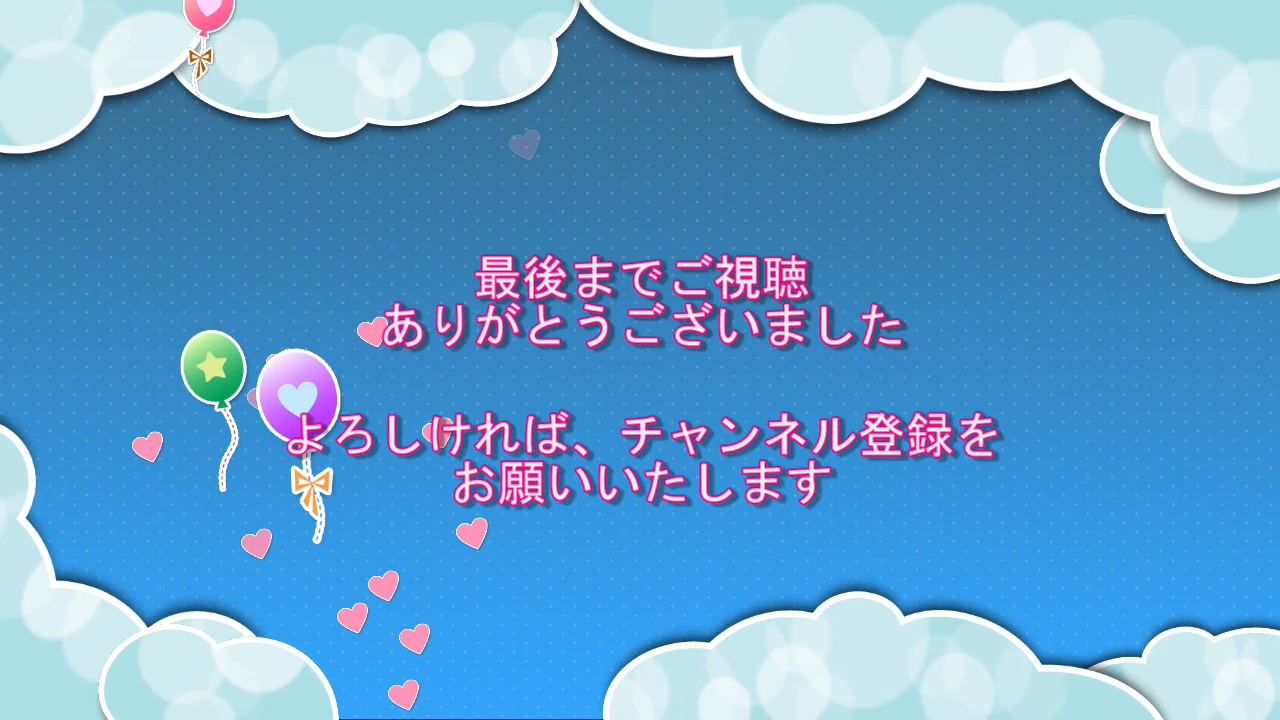 最後までご視聴
ありがとうございました
よろしければ、チャンネル登録を
お願いいたします